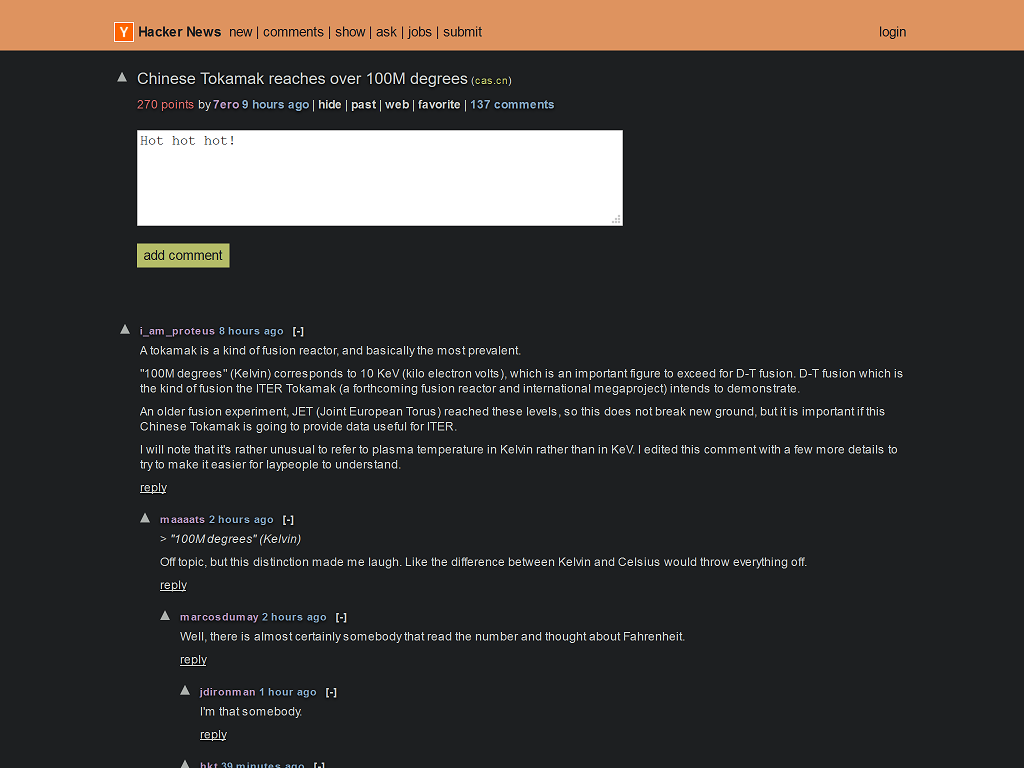 Y Hacker News new | comments | show | ask | jobs | submit login
▲ Chinese Tokamak reaches over 100M degrees (cas.cn)
270 points by 7ero 9 hours ago | hide | past | web | favorite | 137 comments
Hot hot hot!
add comment
▲ i_am_proteus 8 hours ago [-]
A tokamak is a kind of fusion reactor, and basically the most prevalent.
"100M degrees" (Kelvin) corresponds to 10 KeV (kilo electron volts), which is an important figure to exceed for D-T fusion. D-T fusion which is
the kind of fusion the ITER Tokamak (a forthcoming fusion reactor and international megaproject) intends to demonstrate.
An older fusion experiment, JET (Joint European Torus) reached these levels, so this does not break new ground, but it is important if this
Chinese Tokamak is going to provide data useful for ITER.
I will note that it's rather unusual to refer to plasma temperature in Kelvin rather than in KeV. I edited this comment with a few more details to
try to make it easier for laypeople to understand.
reply
▲ maaaats 2 hours ago [-]
> "100M degrees" (Kelvin)
Off topic, but this distinction made me laugh. Like the difference between Kelvin and Celsius would throw everything off.
reply
▲ marcosdumay 2 hours ago [-]
Well, there is almost certainly somebody that read the number and thought about Fahrenheit.
reply
▲ jdironman 1 hour ago [-]
I'm that somebody.
reply
▲ hkt 39 minutes ago [-]